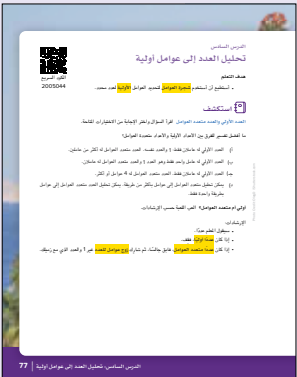 الدرس السادس
تحليل العدد إلى عوامل أولية
الكود السريع
2005044
هدف التعلم
• أستطيع أن أستخدم شجرة العوامل لتحديد العوامل الأولية لعدد محدد.
استكشف
العدد الأولي والعدد متعدد العوامل اقرأ السؤال واختر الإجابة من الاختيارات المتاحة.
ما أفضل تفسير للفرق بين الأعداد الأولية والأعداد متعددة العوامل؟
أ) العدد الأولي له عاملان فقط: 1 والعدد نفسه. العدد متعدد العوامل له أكثر من عاملين.
ب) العدد الأولي له عامل واحد فقط وهو العدد 1 والعدد متعدد العوامل له عاملان.
جـ) العدد الأولي له عاملان فقط. العدد متعدد العوامل له 4 عوامل أو أكثر.
د) يمكن تحليل متعدد العوامل إلى عوامل بأكثر من طريقة. يمكن تحليل العدد متعدد العوامل إلى عوامل
بطريقة واحدة فقط.
أولي أم متعدد العوامل؟ العب اللعبة حسب الإرشادات.
الإرشادات:
• سيقول المعلم عددًا.
• إذا كان عددًا أوليًا، فقف.
• إذا كان عددًا متعدد العوامل، فابق جالسًا، ثم شارك زوج عوامل للعدد غير 1 والعدد الذي مع زميلك.
الدرس السادس: تحليل العدد إلى عوامل أولية 77